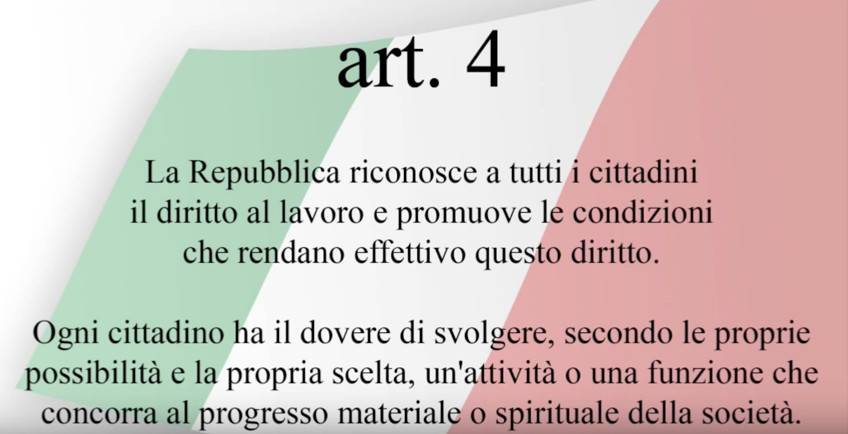 art. 4
La Repubblica riconosce a tutti i cittadini
il diritto al lavoro e promuove le condizioni
che rendano effettivo questo diritto.
Ogni cittadino ha il dovere di svolgere, secondo le proprie
possibilità e la propria scelta, un'attività o una funzione che
concorra al progresso materiale o spirituale della società.